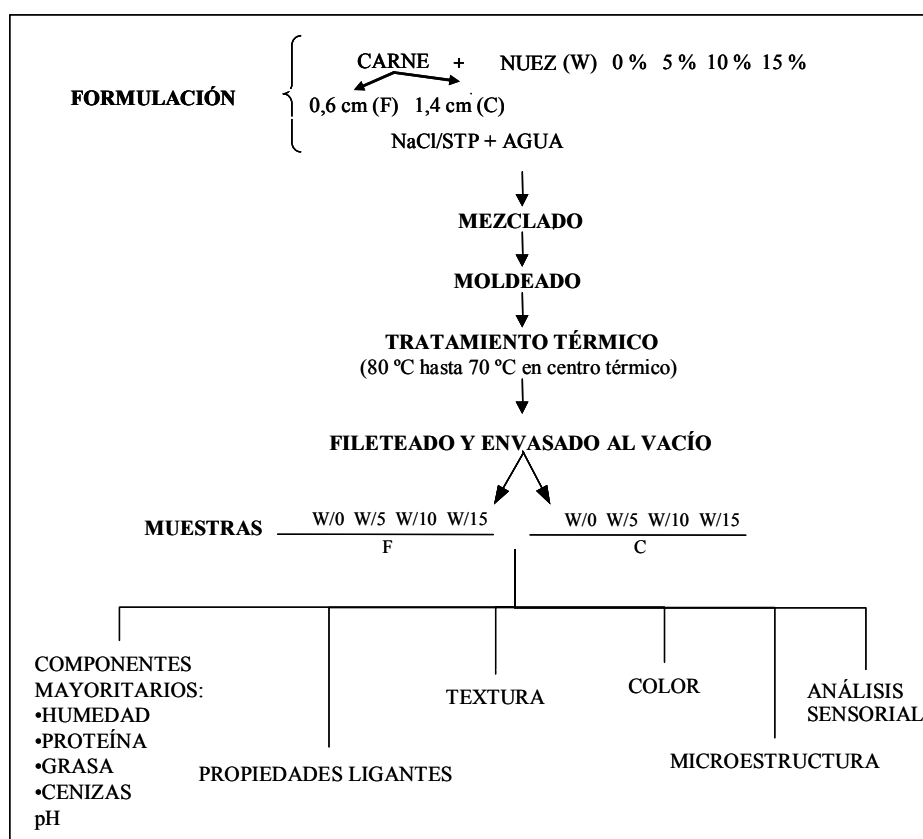 CARNE + NUEZ (W) 0 % 5 % 10 % 15 %
FORMULACIÓN
0,6 cm (F) 1,4 cm (C)
NaCl/STP + AGUA
MEZCLADO
MOLDEADO
TRATAMIENTO TÉRMICO
(80 ºC hasta 70 ºC en centro térmico)
FILETEADO Y ENVASADO AL VACÍO
MUESTRAS
W/0 W/5 W/10 W/15
F
W/0 W/5 W/10 W/15
C
COMPONENTES
MAYORITARIOS:
•HUMEDAD
•PROTEÍNA
•GRASA
•CENIZAS
pH
PROPIEDADES LIGANTES
TEXTURA
COLOR
MICROESTRUCTURA
ANÁLISIS
SENSORIAL